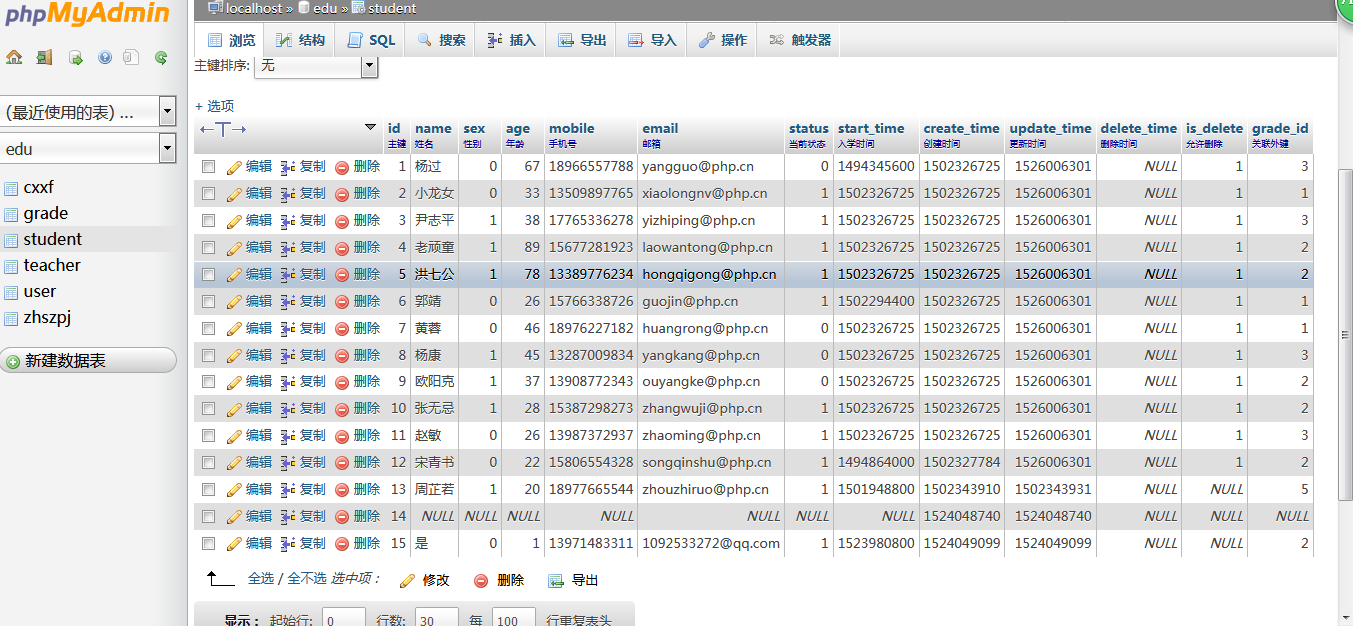 phpMyAdmin
(最近使用的表) ...
edu
cxxf
grade
student
teacher
user
zhszpj
新建数据表
localhost » edu » student
浏览 结构 SQL 搜索 插入 导出 导入 操作 触发器
主键排序: 无
+ 选项
←T→ id name sex age mobile email status start_time create_time update_time delete_time is_delete grade_id
主键 姓名 性别 年龄 手机号 邮箱 当前状态 入学时间 创建时间 更新时间 删除时间 允许删除 关联外键
编辑 复制 删除 1 杨过 0 67 18966557788 yangguo@php.cn 0 1494345600 1502326725 1526006301 NULL 1 3
编辑 复制 删除 2 小龙女 0 33 13509897765 xiaolongnv@php.cn 1 1502326725 1502326725 1526006301 NULL 1 1
编辑 复制 删除 3 尹志平 1 38 17765336278 yizhiping@php.cn 1 1502326725 1502326725 1526006301 NULL 1 3
编辑 复制 删除 4 老顽童 1 89 15677281923 laowantong@php.cn 1 1502326725 1502326725 1526006301 NULL 1 2
编辑 复制 删除 5 洪七公 1 78 13389776234 hongqigong@php.cn 1 1502326725 1502326725 1526006301 NULL 1 2
编辑 复制 删除 6 郭靖 0 26 15766338726 guojin@php.cn 1 1502294400 1502326725 1526006301 NULL 1 1
编辑 复制 删除 7 黄蓉 0 46 18976227182 huangrong@php.cn 0 1502326725 1502326725 1526006301 NULL 1 1
编辑 复制 删除 8 杨康 1 45 13287009834 yangkang@php.cn 0 1502326725 1502326725 1526006301 NULL 1 3
编辑 复制 删除 9 欧阳克 1 37 13908772343 ouyangke@php.cn 0 1502326725 1502326725 1526006301 NULL 1 2
编辑 复制 删除 10 张无忌 1 28 15387298273 zhangwuji@php.cn 1 1502326725 1502326725 1526006301 NULL 1 2
编辑 复制 删除 11 赵敏 0 26 13987372937 zhaoming@php.cn 1 1502326725 1502326725 1526006301 NULL 1 3
编辑 复制 删除 12 宋青书 0 22 15806554328 songqinshu@php.cn 1 1494864000 1502327784 1526006301 NULL 1 2
编辑 复制 删除 13 周芷若 1 20 18977665544 zhouzhiruo@php.cn 1 1501948800 1502343910 1502343931 NULL NULL 5
编辑 复制 删除 14 NULL NULL NULL NULL NULL NULL NULL 1524048740 1524048740 NULL NULL NULL
编辑 复制 删除 15 是 0 1 13971483311 1092533272@qq.com 1 1523980800 1524049099 1524049099 NULL NULL 2
全选 / 全不选 选中项： 修改 删除 导出
显示： 起始行: 0 行数: 30 每 100 行重复表头